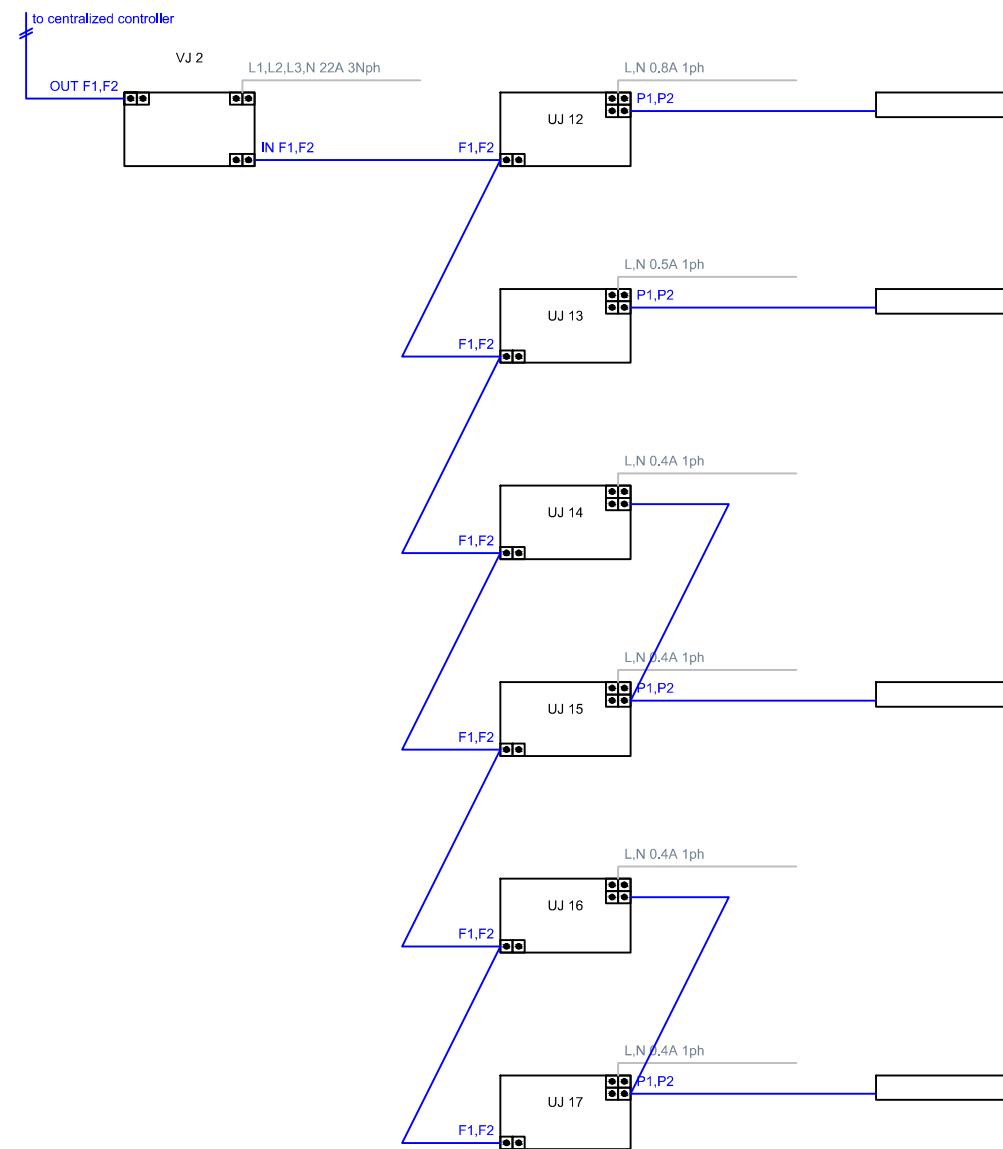 to centralized controller
VJ 2
L1,L2,L3,N 22A 3Nph
L,N 0.8A 1ph
OUT F1,F2
P1,P2
UJ 12
IN F1,F2
F1,F2
L,N 0.5A 1ph
P1,P2
UJ 13
F1,F2
L,N 0.4A 1ph
UJ 14
F1,F2
L,N 0.4A 1ph
P1,P2
UJ 15
F1,F2
L,N 0.4A 1ph
UJ 16
F1,F2
L,N 0.4A 1ph
P1,P2
UJ 17
F1,F2